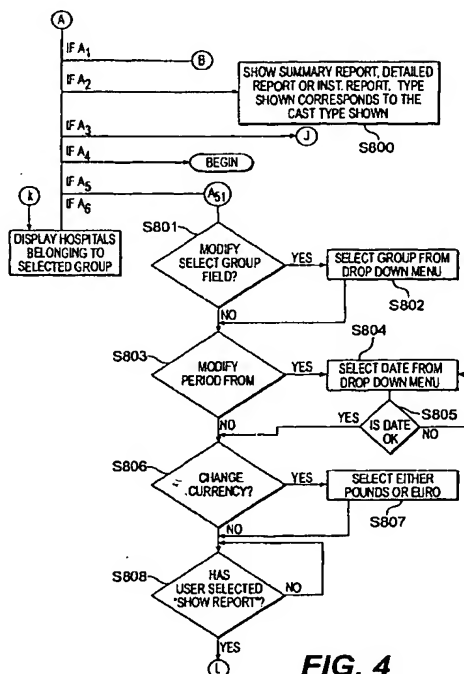 A
IF A1
B
IF A2
SHOW SUMMARY REPORT, DETAILED
REPORT OR INST. REPORT. TYPE
SHOWN CORRESPONDS TO THE
CAST TYPE SHOWN
S800
IF A3
J
IF A4
BEGIN
IF A5
A51
IF A6
k
DISPLAY HOSPITALS
BELONGING TO
SELECTED GROUP
S801
MODIFY
SELECT GROUP
FIELD?
YES
SELECT GROUP FROM
DROP DOWN MENU
S802
NO
S803
MODIFY
PERIOD FROM
YES
S804
SELECT DATE FROM
DROP DOWN MENU
S805
NO
YES
IS DATE
OK
NO
S806
CHANGE
CURRENCY?
YES
SELECT EITHER
POUNDS OR EURO
S807
NO
S808
HAS
USER SELECTED
"SHOW REPORT"?
NO
YES
L
FIG. 4